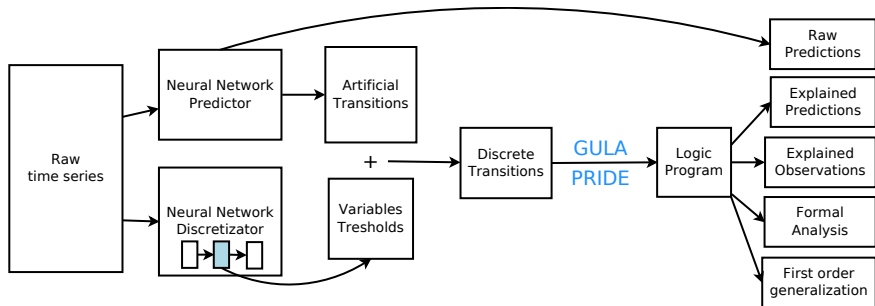 Raw
time series
Neural Network
Predictor
Artificial
Transitions
Neural Network
Discretizator
+
Variables
Tresholds
Discrete
Transitions
GULA
PRIDE
Logic
Program
Raw
Predictions
Explained
Predictions
Explained
Observations
Formal
Analysis
First order
generalization